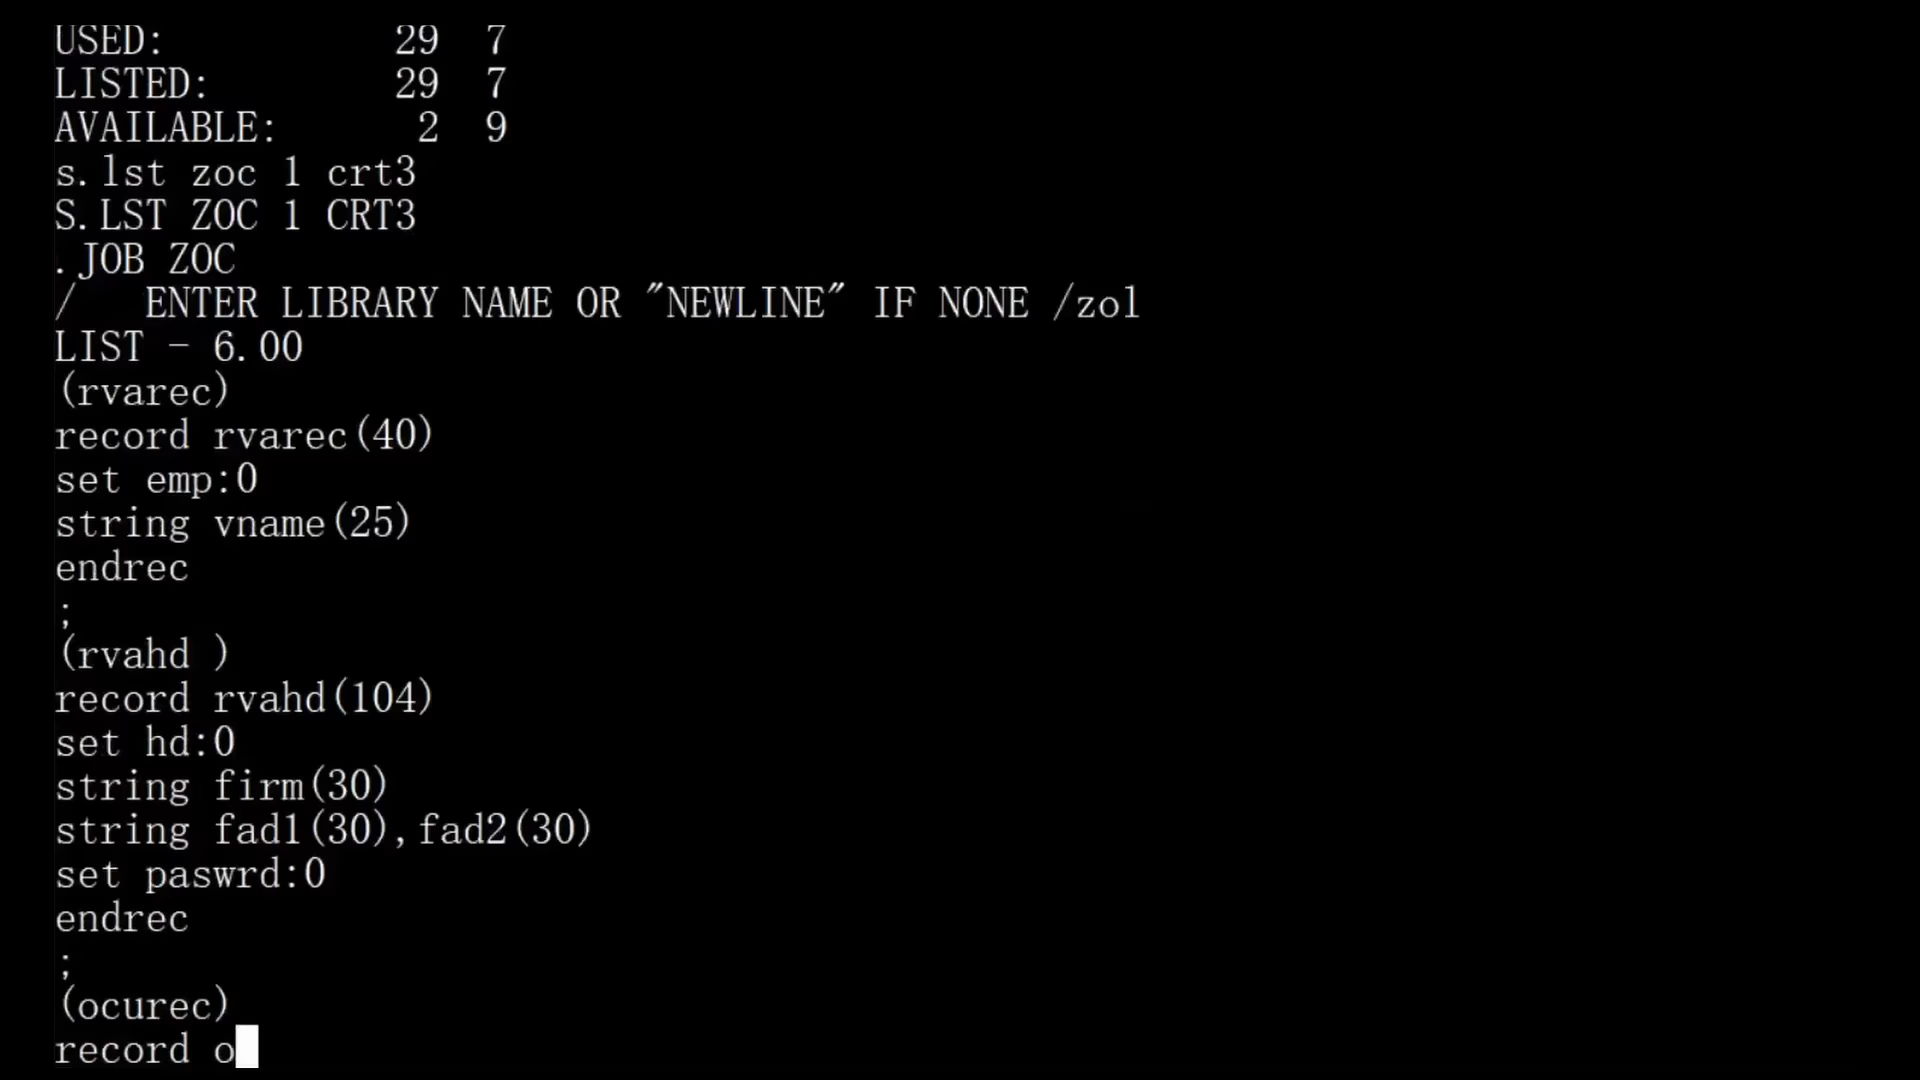 USED:          29  7
LISTED:        29  7
AVAILABLE:      2  9
s.lst zoc 1 crt3
S.LST ZOC 1 CRT3
.JOB ZOC
/   ENTER LIBRARY NAME OR "NEWLINE" IF NONE /zol
LIST - 6.00
(rvarec)
record rvarec(40)
set emp:0
string vname(25)
endrec
;
(rvahd )
record rvahd(104)
set hd:0
string firm(30)
string fad1(30),fad2(30)
set paswrd:0
endrec
;
(ocurec)
record o